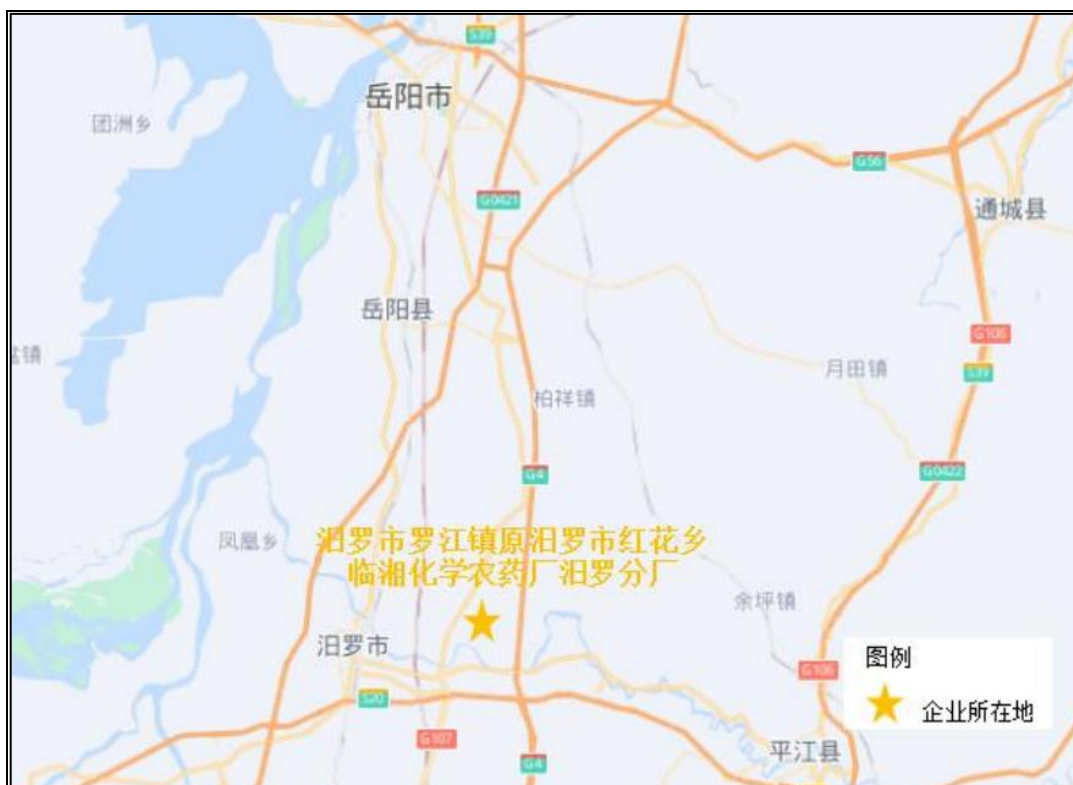 S39
岳阳市
团洲乡
G56
G0421
通城县
岳阳县
G106
盆镇
月田镇
S39
柏祥镇
G0422
G4
凤凰乡
汨罗市罗江镇原汨罗市红花乡
临湘化学农药厂汨罗分厂
余坪镇
汨罗市
图例
G106
企业所在地
S20
G107
平江县
G4